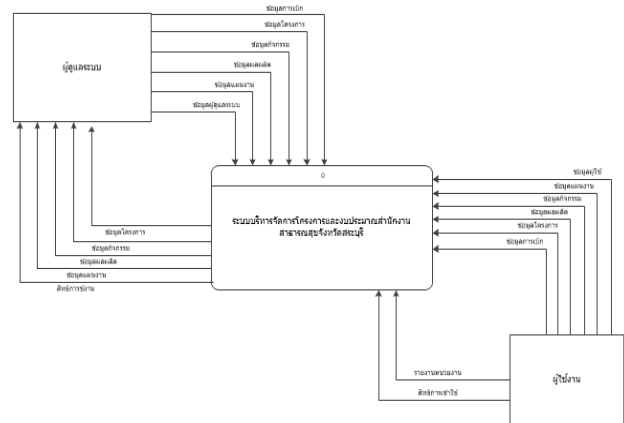 ข้อมูลการเบิก
ข้อมูลโครงการ
ข้อมูลกิจกรรม
ข้อมูลผลผลิต
ข้อมูลแผนงาน
ข้อมูลผู้ดูแลระบบ
ผู้ดูแลระบบ
0
ระบบบริหารจัดการโครงการและงบประมาณสำนักงาน
สาธารณสุขจังหวัดสระบุรี
ข้อมูลโครงการ
ข้อมูลกิจกรรม
ข้อมูลผลผลิต
ข้อมูลแผนงาน
สิทธิการใช้งาน
ข้อมูลผู้ใช้
ข้อมูลแผนงาน
ข้อมูลกิจกรรม
ข้อมูลผลผลิต
ข้อมูลโครงการ
ข้อมูลการเบิก
รายงานหน่วยงาน
สิทธิการเข้าใช้
ผู้ใช้งาน